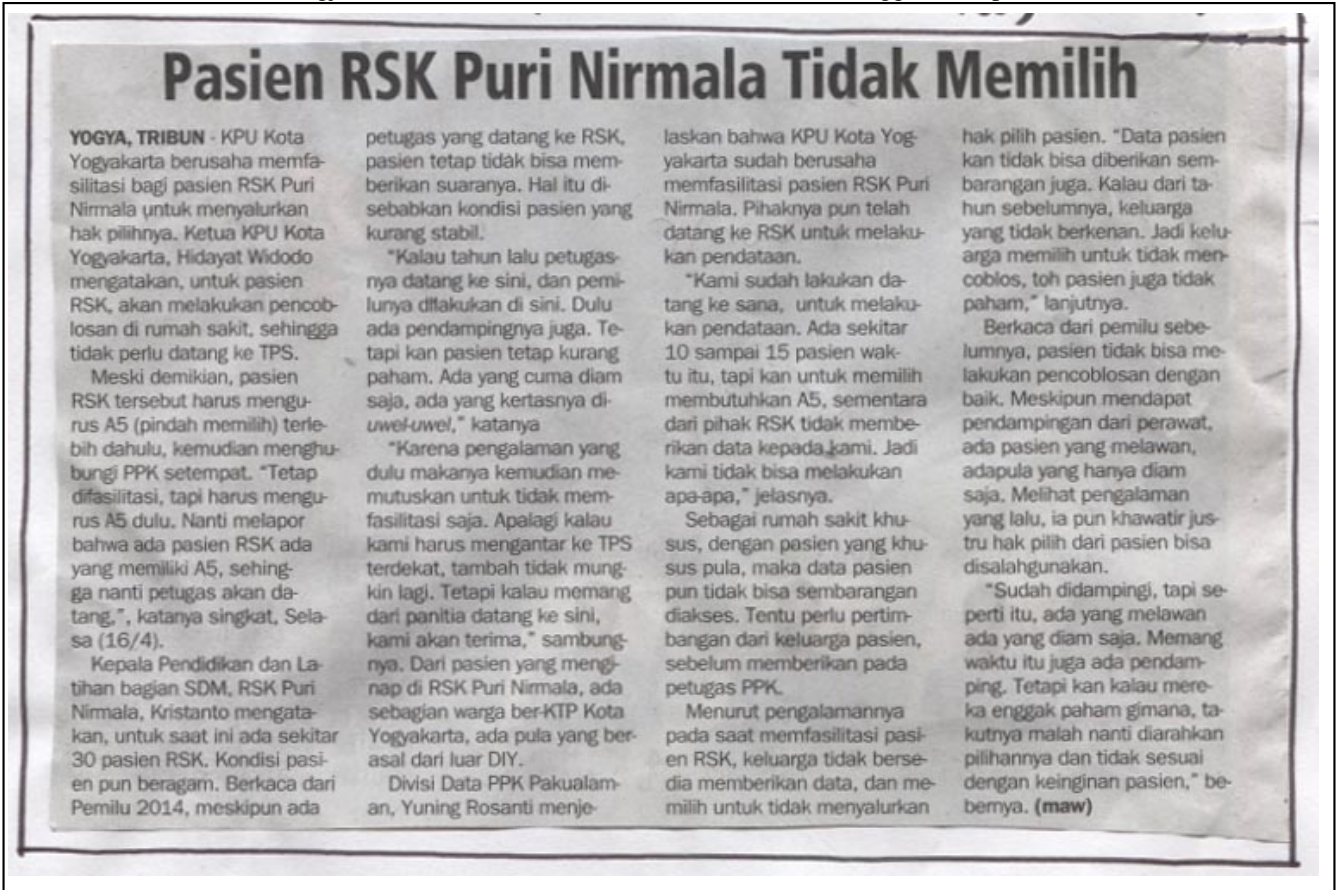 Pasien RSK Puri Nirmala Tidak Memilih
YOGYA, TRIBUN - KPU Kota
Yogyakarta berusaha memfa-
silitasi bagi pasien RSK Puri
Nirmala untuk menyalurkan
hak pilihnya. Ketua KPU Kota
Yogyakarta, Hidayat Widodo
mengatakan, untuk pasien
RSK, akan melakukan pencob-
losan di rumah sakit, sehingga
tidak perlu datang ke TPS.
Meski demikian, pasien
RSK tersebut harus mengu-
rus A5 (pindah memilih) terle-
bih dahulu, kemudian menghu-
bungi PPK setempat. "Tetap
difasilitasi, tapi harus mengu-
rus A5 dulu. Nanti melapor
bahwa ada pasien RSK ada
yang memiliki A5, sehing-
ga nanti petugas akan da-
tang,", katanya singkat, Sela-
sa (16/4).
Kepala Pendidikan dan La-
tihan bagian SDM, RSK Puri
Nirmala, Kristanto mengata-
kan, untuk saat ini ada sekitar
30 pasien RSK. Kondisi pasi-
en pun beragam. Berkaca dari
Pemilu 2014, meskipun ada
petugas yang datang ke RSK,
pasien tetap tidak bisa mem-
berikan suaranya. Hal itu di-
sebabkan kondisi pasien yang
kurang stabil.
"Kalau tahun lalu petugas-
nya datang ke sini, dan pemi-
lunya dilakukan di sini. Dulu
ada pendampingnya juga. Te-
tapi kan pasien tetap kurang
paham. Ada yang cuma diam
saja, ada yang kertasnya di-
uwel-uwel," katanya
"Karena pengalaman yang
dulu makanya kemudian me-
mutuskan untuk tidak mem-
fasilitasi saja. Apalagi kalau
kami harus mengantar ke TPS
terdekat, tambah tidak mung-
kin lagi. Tetapi kalau memang
dari panitia datang ke sini,
kami akan terima," sambung-
nya. Dari pasien yang mengi-
nap di RSK Puri Nirmala, ada
sebagian warga ber-KTP Kota
Yogyakarta, ada pula yang ber-
asal dari luar DIY.
Divisi Data PPK Pakualam-
an, Yuning Rosanti menje-
laskan bahwa KPU Kota Yog-
yakarta sudah berusaha
memfasilitasi pasien RSK Puri
Nirmala. Pihaknya pun telah
datang ke RSK untuk melaku-
kan pendataan.
"Kami sudah lakukan da-
tang ke sana, untuk melaku-
kan pendataan. Ada sekitar
10 sampai 15 pasien wak-
tu itu, tapi kan untuk memilih
membutuhkan A5, sementara
dari pihak RSK tidak membe-
rikan data kepada kami. Jadi
kami tidak bisa melakukan
apa-apa," jelasnya.
Sebagai rumah sakit khu-
sus, dengan pasien yang khu-
sus pula, maka data pasien
pun tidak bisa sembarangan
diakses. Tentu perlu pertim-
bangan dari keluarga pasien,
sebelum memberikan pada
petugas PPK.
Menurut pengalamannya
pada saat memfasilitasi pasi-
en RSK, keluarga tidak berse-
dia memberikan data, dan me-
milih untuk tidak menyalurkan
hak pilih pasien. "Data pasien
kan tidak bisa diberikan sem-
barangan juga. Kalau dari ta-
hun sebelumnya, keluarga
yang tidak berkenan. Jadi kelu-
arga memilih untuk tidak men-
coblos, toh pasien juga tidak
paham," lanjutnya.
Berkaca dari pemilu sebe-
lumnya, pasien tidak bisa me-
lakukan pencoblosan dengan
baik. Meskipun mendapat
pendampingan dari perawat,
ada pasien yang melawan,
adapula yang hanya diam
saja. Melihat pengalaman
yang lalu, ia pun khawatir jus-
tru hak pilih dari pasien bisa
disalahgunakan.
"Sudah didampingi, tapi se-
perti itu, ada yang melawan
ada yang diam saja. Memang
waktu itu juga ada pendam-
ping. Tetapi kan kalau mere-
ka enggak paham gimana, ta-
kutnya malah nanti diarahkan
pilihannya dan tidak sesuai
dengan keinginan pasien," be-
bernya. (maw)